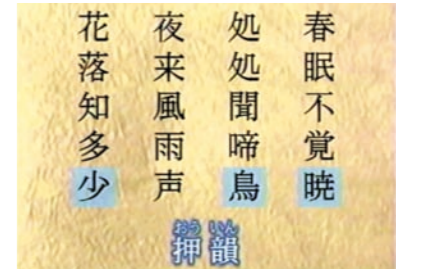 春眠不覚暁
処処聞啼鳥
夜来風雨声
花落知多少
おういん
押韻